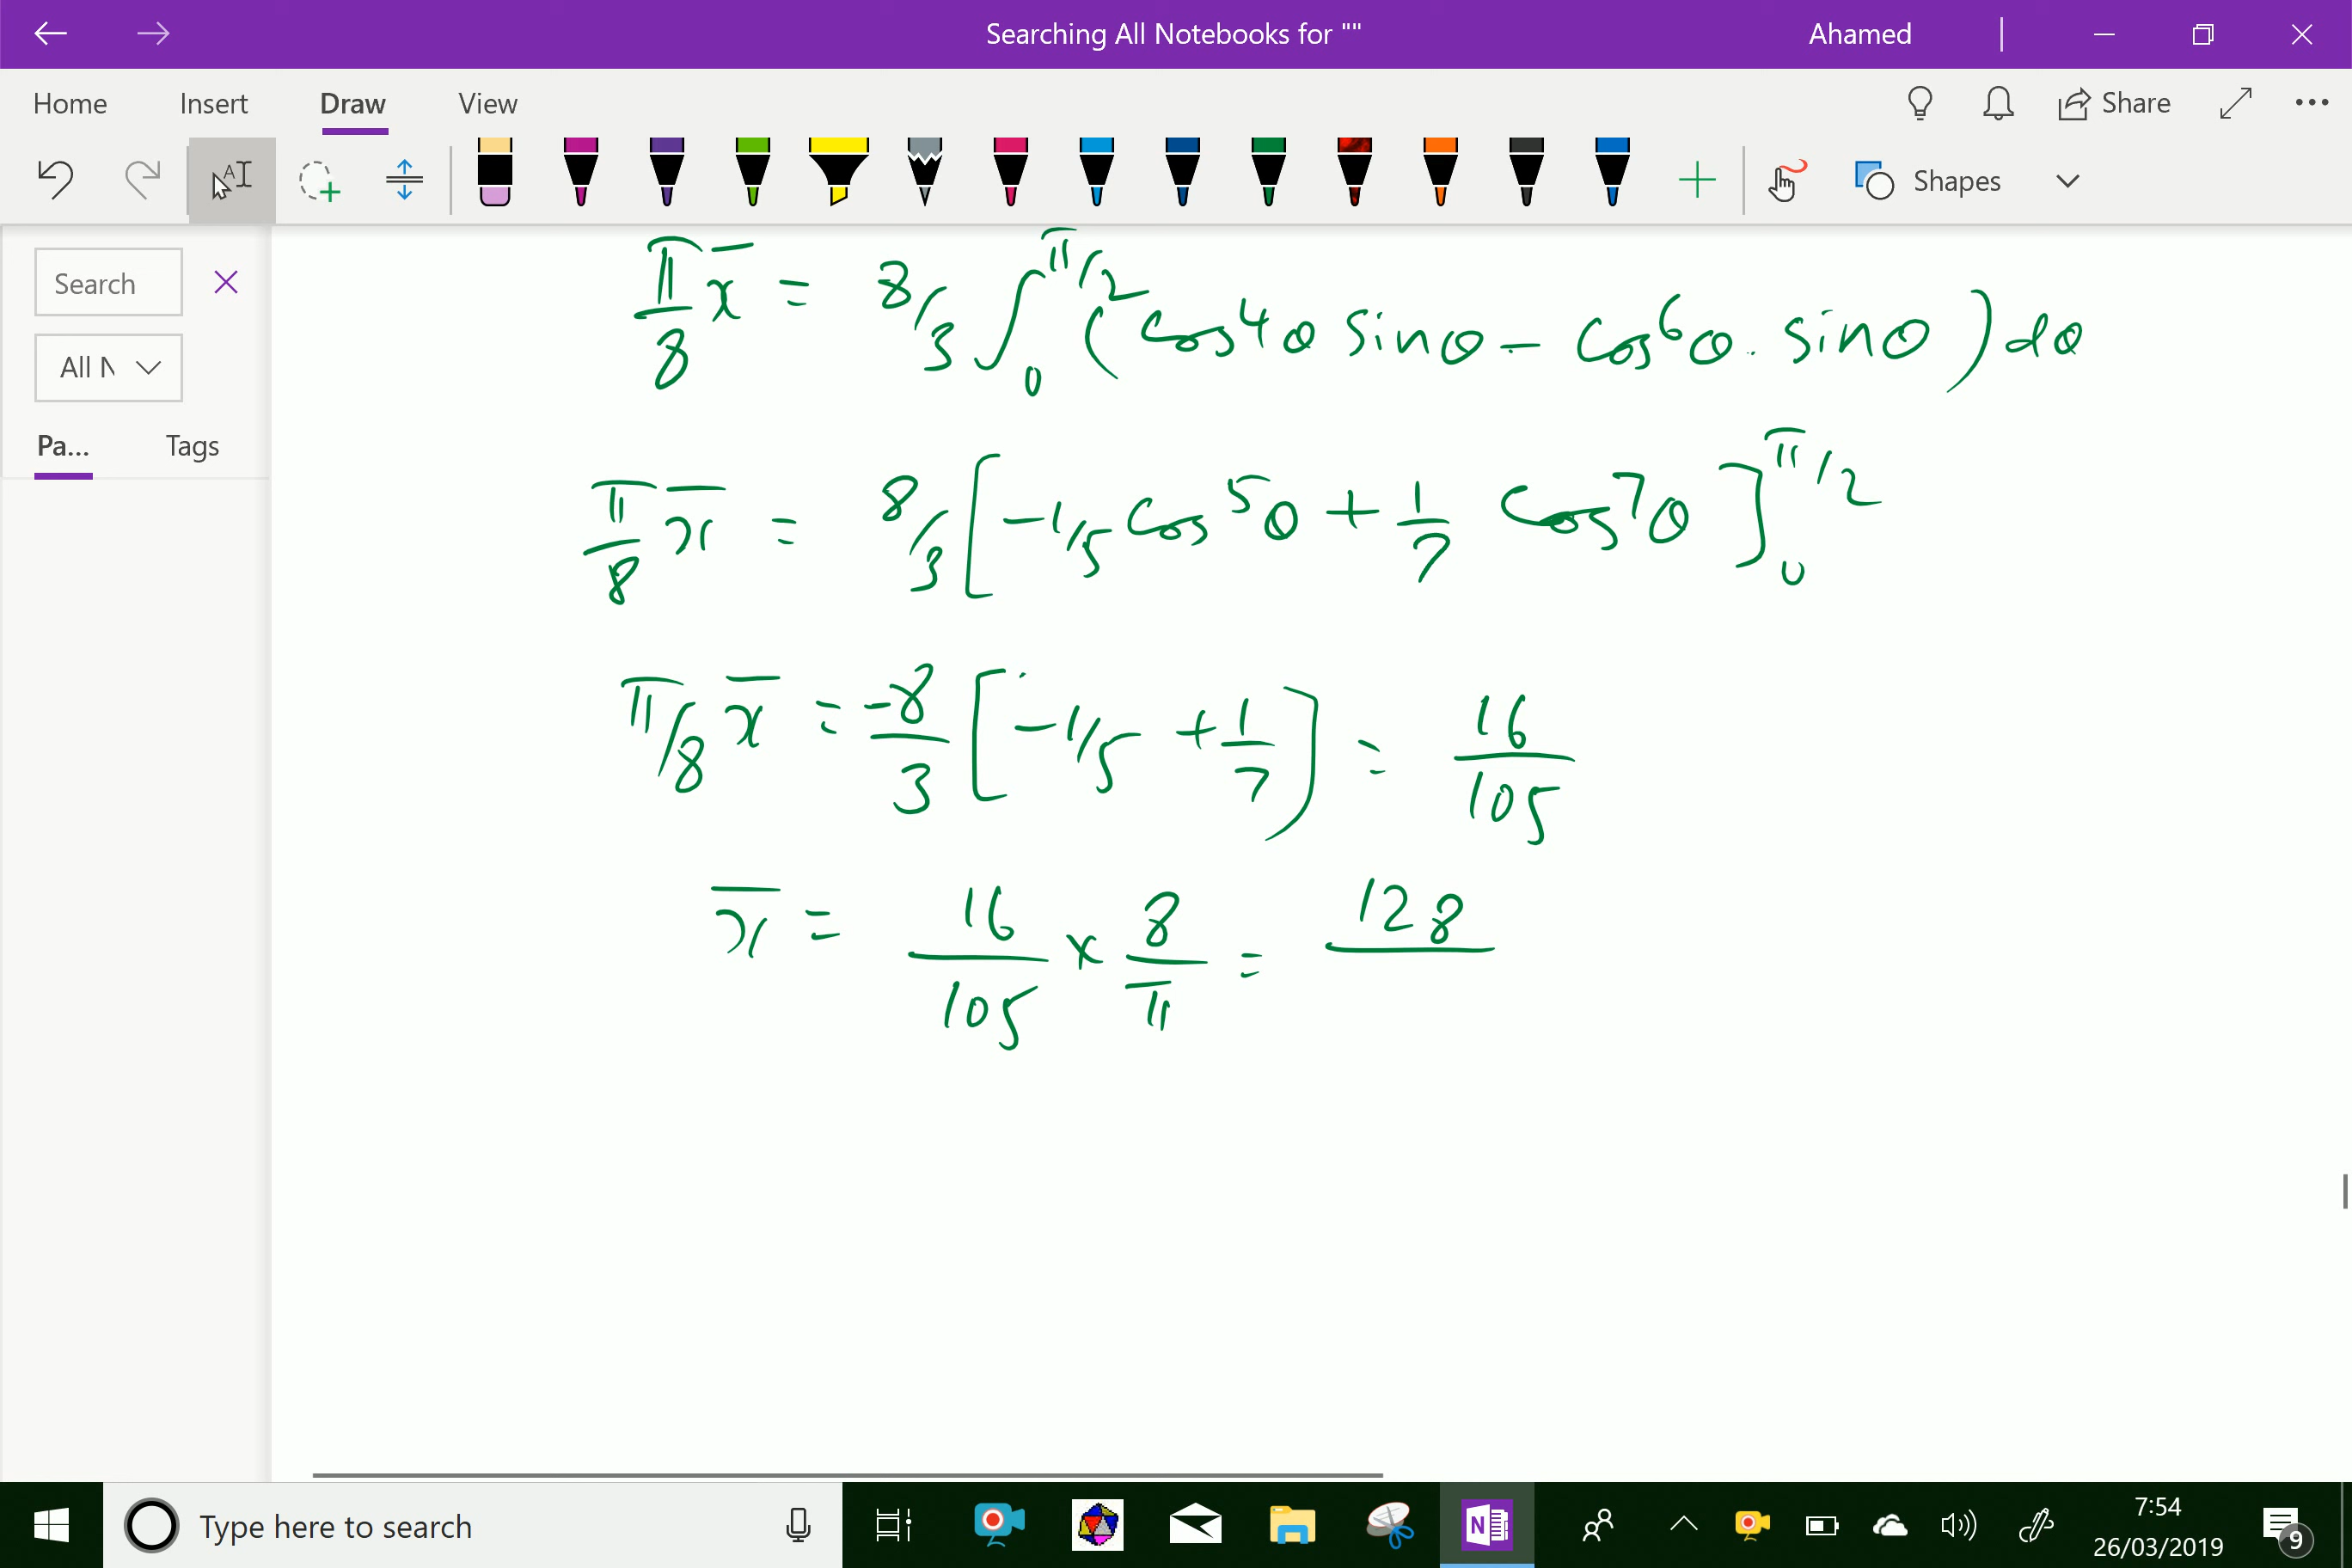 Searching All Notebooks for "" Ahamed
Home Insert Draw View Share
Shapes
Search
All N
Pa... Tags
π/8 x̄ = 8/3 ∫₀^π/2 (cos⁴θ sinθ − cos⁶θ. sinθ) dθ
π/8 x̄ = 8/3 [−1/5 cos⁵θ + 1/7 cos⁷θ]₀^π/2
π/8 x̄ = −8/3 [−1/5 + 1/7] = 16/105
x̄ = 16/105 × 8/π = 128
Type here to search
7:54
26/03/2019
9